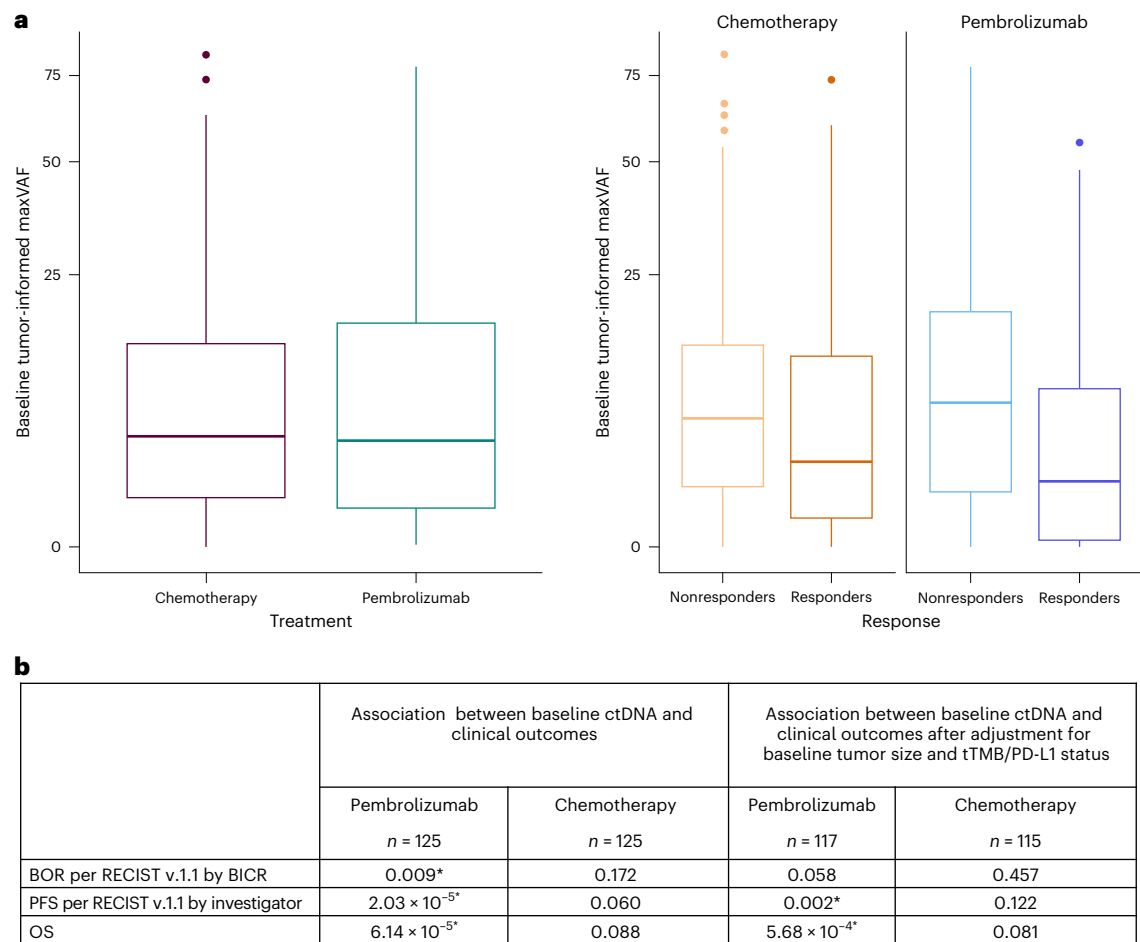 a
Chemotherapy
Pembrolizumab
Baseline tumor-informed maxVAF
75
50
25
0
Chemotherapy
Pembrolizumab
Treatment
Baseline tumor-informed maxVAF
75
50
25
0
Nonresponders
Responders
Nonresponders
Responders
Response
b
Association between baseline ctDNA and
clinical outcomes
Association between baseline ctDNA and
clinical outcomes after adjustment for
baseline tumor size and tTMB/PD-L1 status
Pembrolizumab
n = 125
Chemotherapy
n = 125
Pembrolizumab
n = 117
Chemotherapy
n = 115
BOR per RECIST v.1.1 by BICR 0.009* 0.172 0.058 0.457
PFS per RECIST v.1.1 by investigator 2.03 × 10⁻⁵* 0.060 0.002* 0.122
OS 6.14 × 10⁻⁵* 0.088 5.68 × 10⁻⁴* 0.081